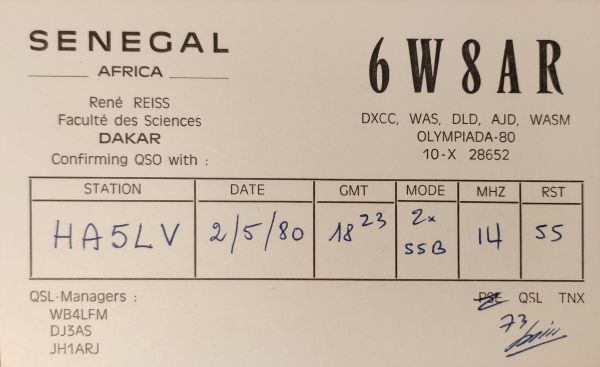 SENEGAL
AFRICA
René REISS
Faculté des Sciences
DAKAR
Confirming QSO with :
6W8AR
DXCC, WAS, DLD, AJD, WASM
OLYMPIADA-80
10-X 28652
STATION DATE GMT MODE MHZ RST
HA5LV 2/5/80 18 23 2x SSB 14 55
QSL-Managers :
WB4LFM
DJ3AS
JH1ARJ
PSE QSL TNX
73